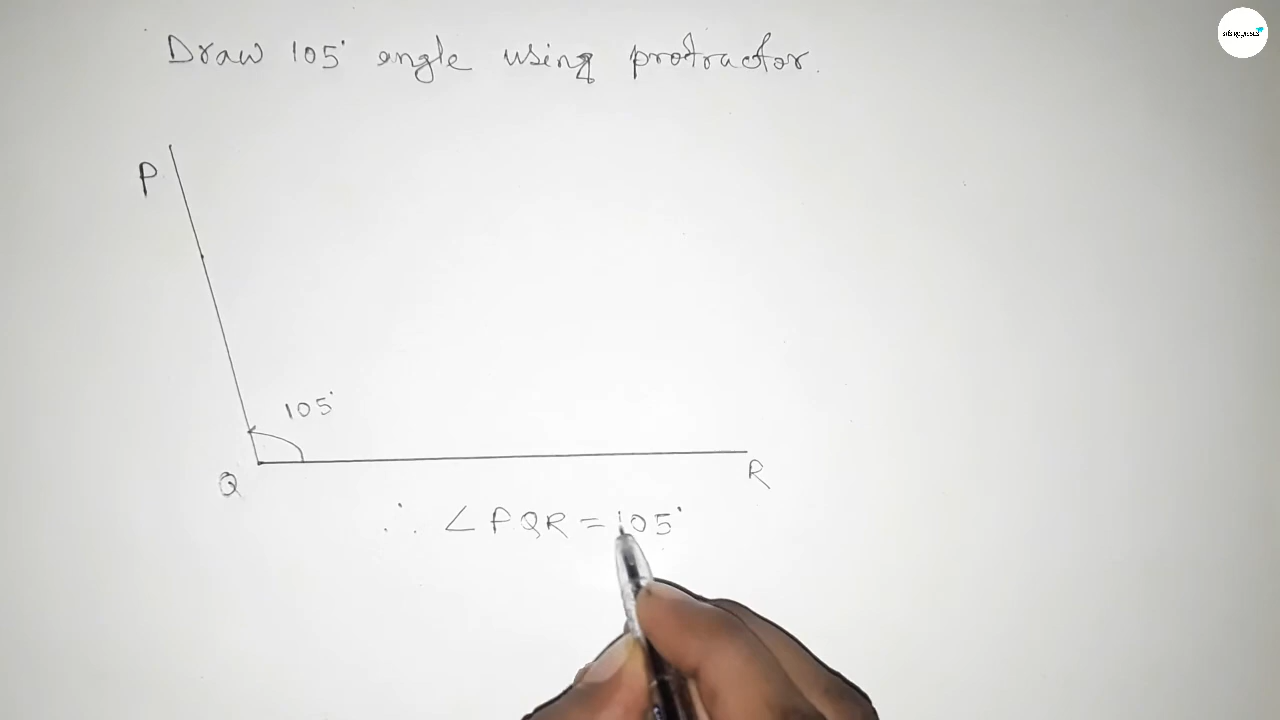 Draw 105° angle using protractor.
P
105°
Q
R
∴ ∠PQR = 105°